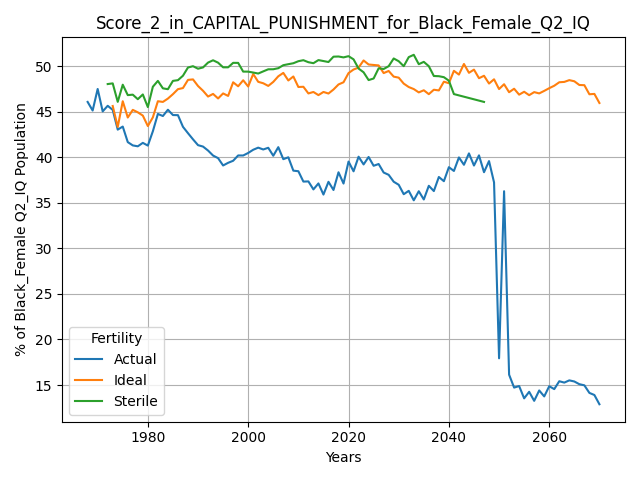 Score_2_in_CAPITAL_PUNISHMENT_for_Black_Female_Q2_IQ
% of Black_Female Q2_IQ Population
50
45
40
35
30
25
20
15
Fertility
Actual
Ideal
Sterile
1980 2000 2020 2040 2060
Years